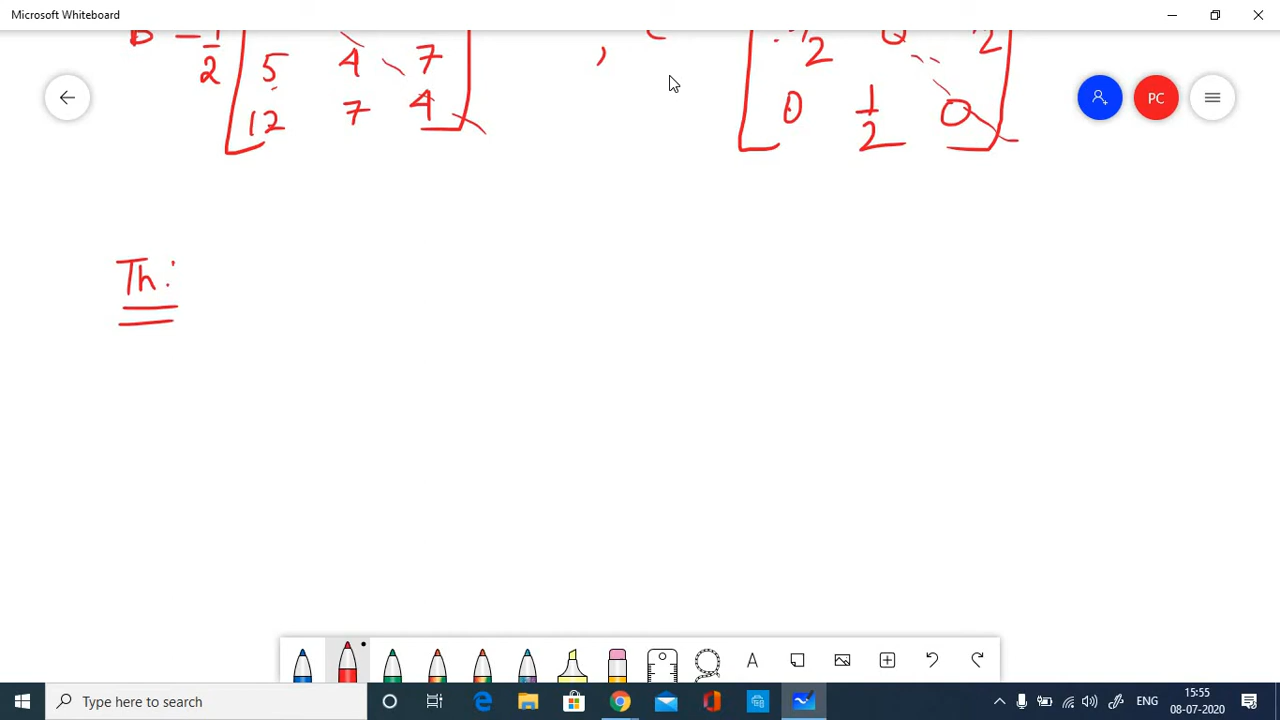 Microsoft Whiteboard
1
2
5 4 7
12 7 4
,
2 2
0 1/2 0
PC
Th:
A
Type here to search
ENG
15:55
08-07-2020